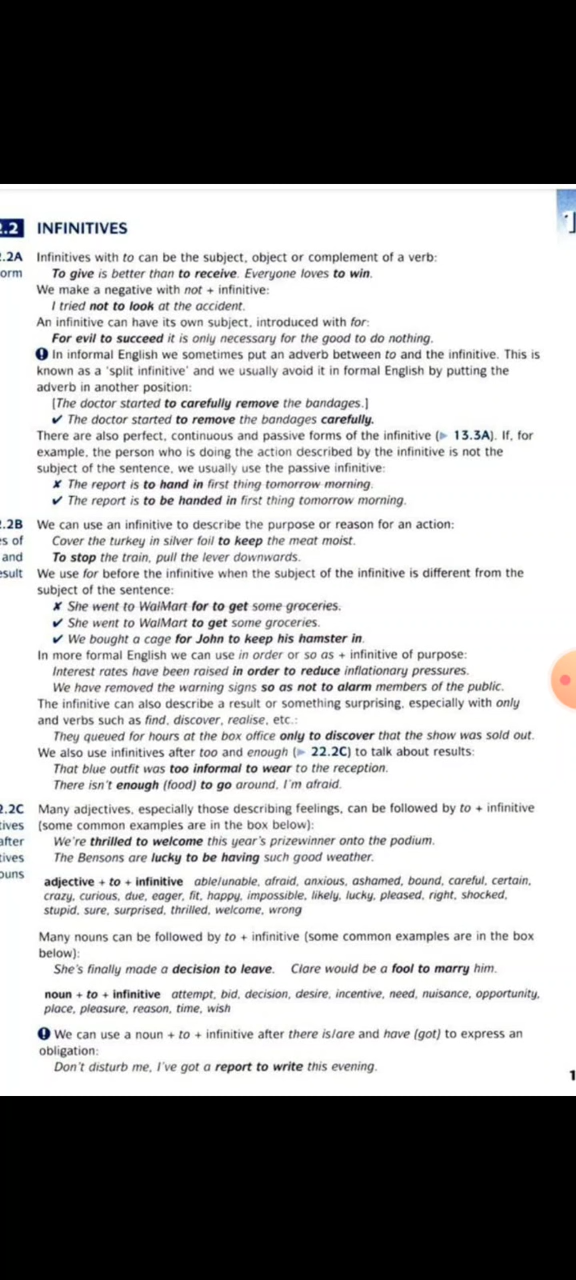 .2 INFINITIVES
.2A Infinitives with to can be the subject, object or complement of a verb:
orm To give is better than to receive. Everyone loves to win.
We make a negative with not + infinitive:
I tried not to look at the accident.
An infinitive can have its own subject, introduced with for:
For evil to succeed it is only necessary for the good to do nothing.
❶ In informal English we sometimes put an adverb between to and the infinitive. This is
known as a 'split infinitive' and we usually avoid it in formal English by putting the
adverb in another position:
[The doctor started to carefully remove the bandages.]
✔ The doctor started to remove the bandages carefully.
There are also perfect, continuous and passive forms of the infinitive (▶ 13.3A). If, for
example, the person who is doing the action described by the infinitive is not the
subject of the sentence, we usually use the passive infinitive:
✗ The report is to hand in first thing tomorrow morning.
✔ The report is to be handed in first thing tomorrow morning.
.2B We can use an infinitive to describe the purpose or reason for an action:
es of Cover the turkey in silver foil to keep the meat moist.
and To stop the train, pull the lever downwards.
esult We use for before the infinitive when the subject of the infinitive is different from the
subject of the sentence:
✗ She went to WalMart for to get some groceries.
✔ She went to WalMart to get some groceries.
✔ We bought a cage for John to keep his hamster in.
In more formal English we can use in order or so as + infinitive of purpose:
Interest rates have been raised in order to reduce inflationary pressures.
We have removed the warning signs so as not to alarm members of the public.
The infinitive can also describe a result or something surprising, especially with only
and verbs such as find, discover, realise, etc.:
They queued for hours at the box office only to discover that the show was sold out.
We also use infinitives after too and enough (▶ 22.2C) to talk about results:
That blue outfit was too informal to wear to the reception.
There isn't enough (food) to go around, I'm afraid.
2.2C Many adjectives, especially those describing feelings, can be followed by to + infinitive
tives (some common examples are in the box below):
after We're thrilled to welcome this year's prizewinner onto the podium.
tives The Bensons are lucky to be having such good weather.
ouns
adjective + to + infinitive able/unable, afraid, anxious, ashamed, bound, careful, certain,
crazy, curious, due, eager, fit, happy, impossible, likely, lucky, pleased, right, shocked,
stupid, sure, surprised, thrilled, welcome, wrong
Many nouns can be followed by to + infinitive (some common examples are in the box
below):
She's finally made a decision to leave. Clare would be a fool to marry him.
noun + to + infinitive attempt, bid, decision, desire, incentive, need, nuisance, opportunity,
place, pleasure, reason, time, wish
❶ We can use a noun + to + infinitive after there is/are and have (got) to express an
obligation:
Don't disturb me, I've got a report to write this evening.
1